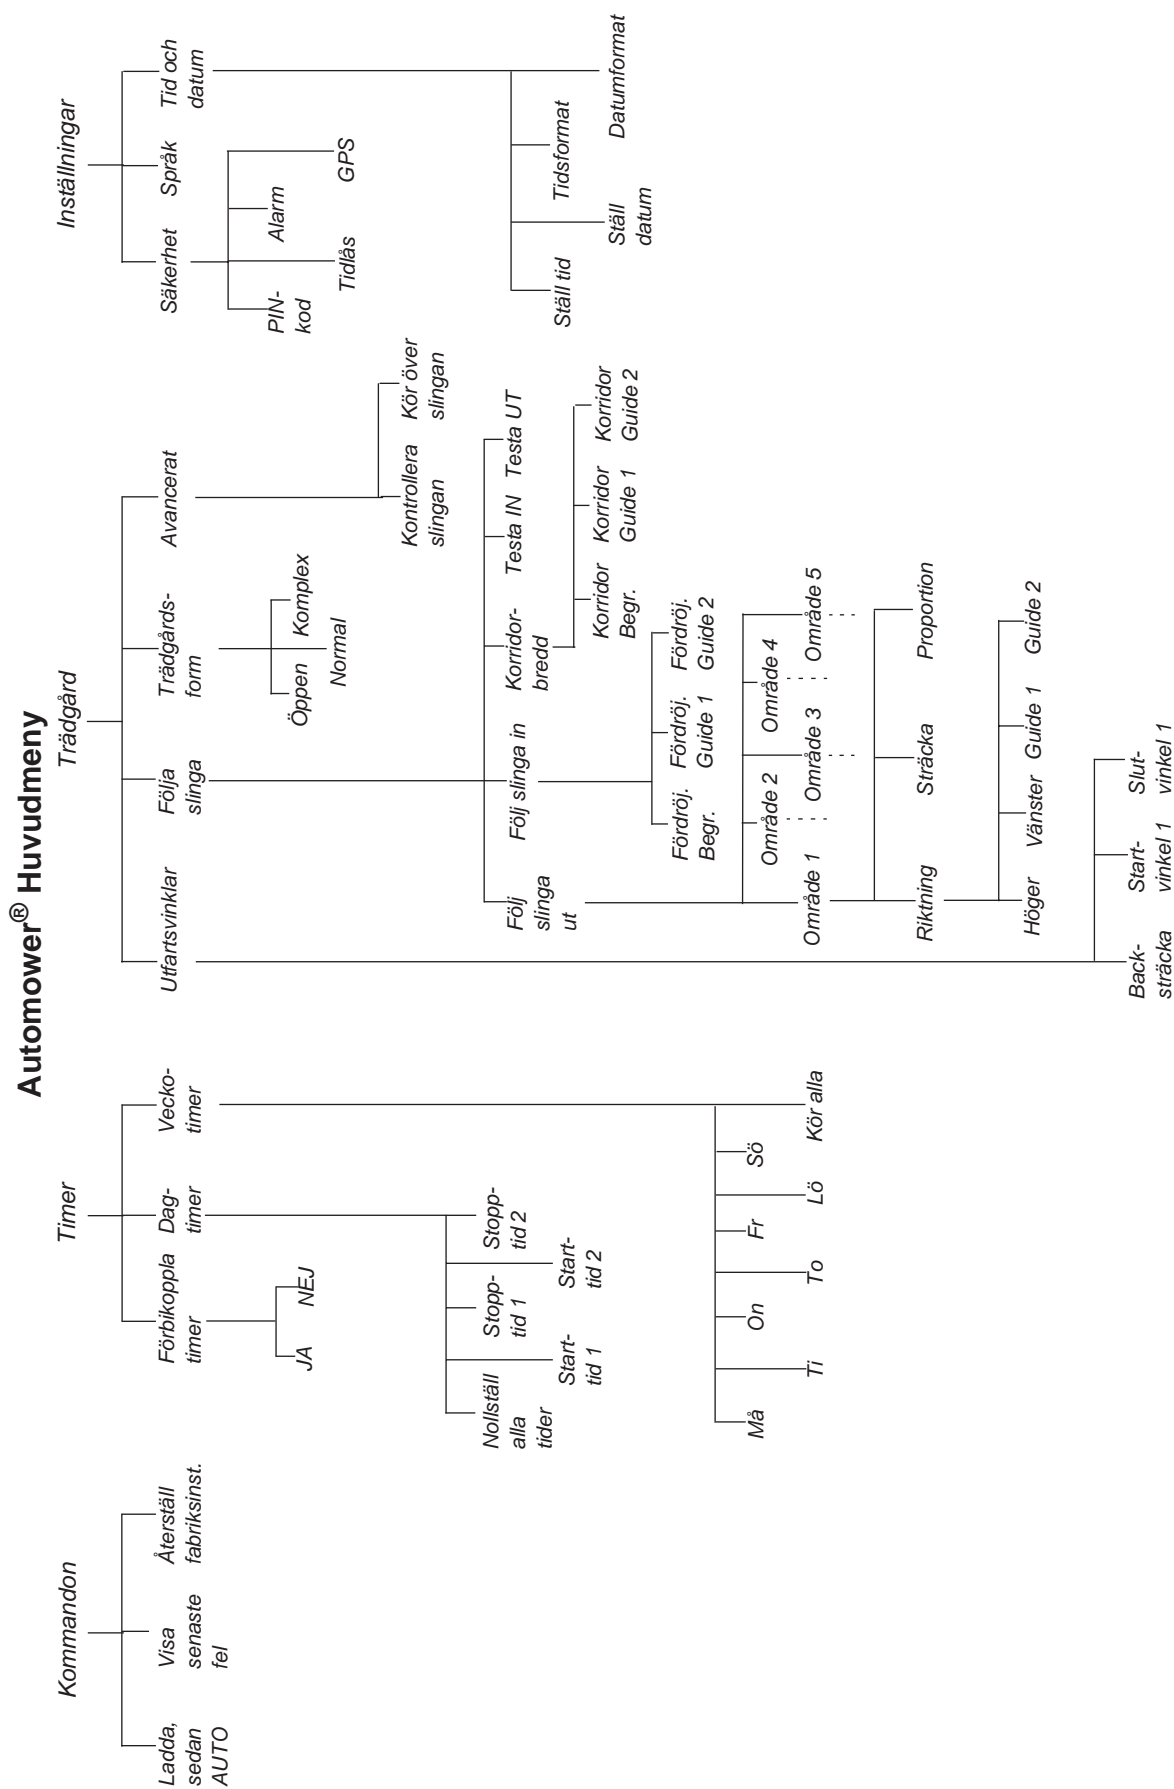 Automower® Huvudmeny
Kommandon
Ladda,
sedan
AUTO
Visa
senaste
fel
Återställ
fabriksinst.
Timer
Förbikoppla
timer
JA
NEJ
Dag-
timer
Nollställ
alla
tider
Start-
tid 1
Stopp-
tid 1
Start-
tid 2
Stopp-
tid 2
Vecko-
timer
Må
Ti
On
To
Fr
Lö
Sö
Kör alla
Trädgård
Utfartsvinklar
Back-
sträcka
Start-
vinkel 1
Slut-
vinkel 1
Följa
slinga
Följ
slinga
ut
Område 1
Område 2
Område 3
Område 4
Område 5
Riktning
Sträcka
Proportion
Höger
Vänster
Guide 1
Guide 2
Följ slinga in
Fördröj.
Begr.
Fördröj.
Guide 1
Fördröj.
Guide 2
Korridor-
bredd
Korridor
Begr.
Korridor
Guide 1
Korridor
Guide 2
Testa IN
Testa UT
Trädgårds-
form
Öppen
Normal
Komplex
Avancerat
Kontrollera
slingan
Kör över
slingan
Inställningar
Säkerhet
PIN-
kod
Tidlås
Alarm
GPS
Språk
Tid och
datum
Ställ tid
Ställ
datum
Tidsformat
Datumformat